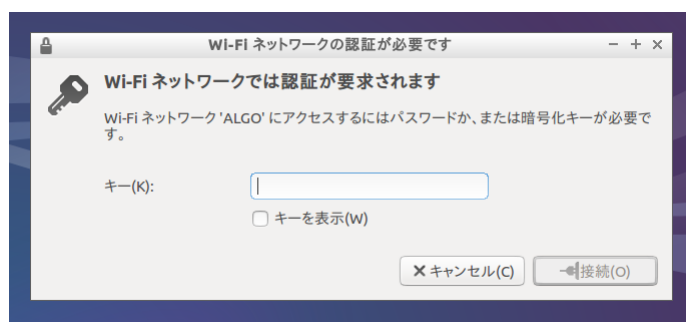 Wi-Fi ネットワークの認証が必要です
Wi-Fi ネットワークでは認証が要求されます
Wi-Fi ネットワーク 'ALGO' にアクセスするにはパスワードか、または暗号化キーが必要で
す。
キー(K):
キーを表示(W)
キャンセル(C) 接続(O)